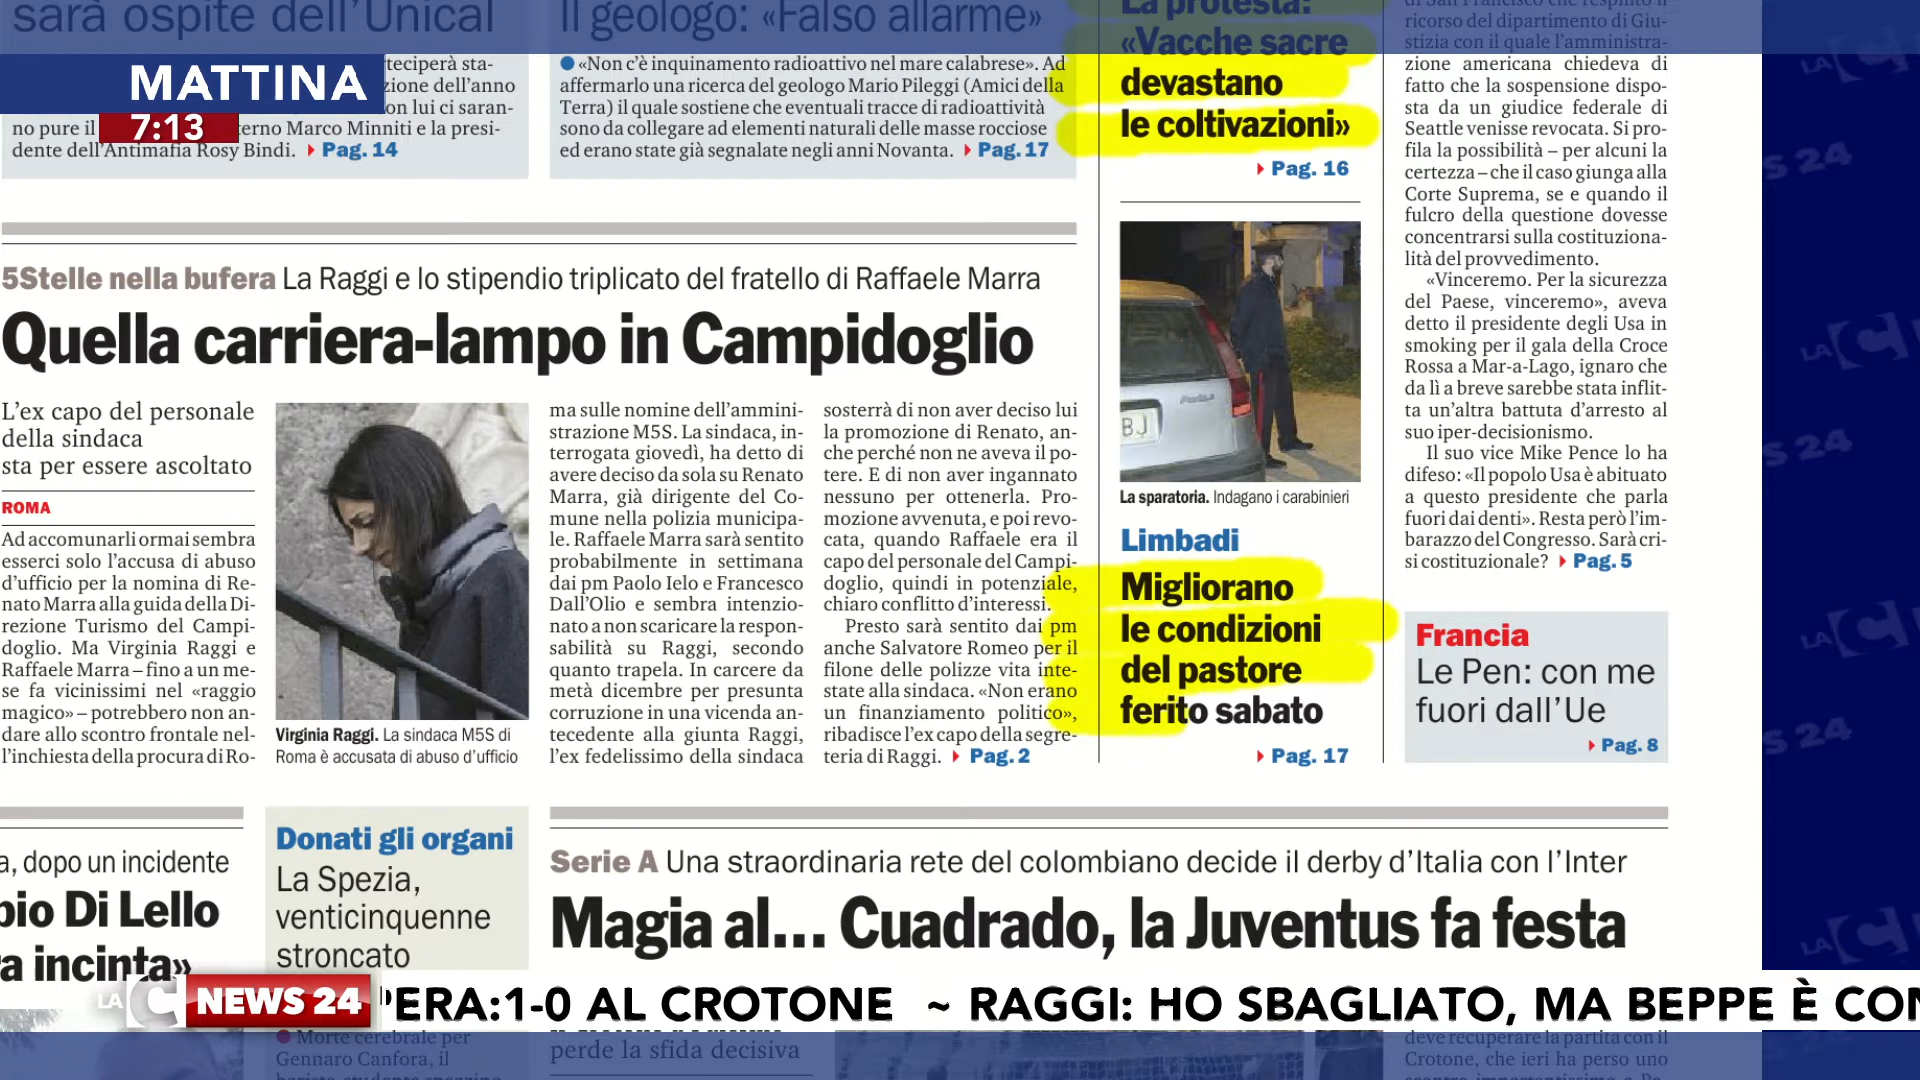 sarà ospite dell'Unical
MATTINA
7:13
teciperà sta-
zione dell'anno
on lui ci saran-
no pure il
terno Marco Minniti e la presi-
dente dell'Antimafia Rosy Bindi. Pag. 14
Il geologo: «Falso allarme»
«Non c'è inquinamento radioattivo nel mare calabrese». Ad
affermarlo una ricerca del geologo Mario Pileggi (Amici della
Terra) il quale sostiene che eventuali tracce di radioattività
sono da collegare ad elementi naturali delle masse rocciose
ed erano state già segnalate negli anni Novanta. Pag. 17
5Stelle nella bufera La Raggi e lo stipendio triplicato del fratello di Raffaele Marra
Quella carriera-lampo in Campidoglio
L'ex capo del personale
della sindaca
sta per essere ascoltato
ROMA
Ad accomunarli ormai sembra
esserci solo l'accusa di abuso
d'ufficio per la nomina di Re-
nato Marra alla guida della Di-
rezione Turismo del Campi-
doglio. Ma Virginia Raggi e
Raffaele Marra – fino a un me-
se fa vicinissimi nel «raggio
magico» – potrebbero non an-
dare allo scontro frontale nel-
l'inchiesta della procura di Ro-
Virginia Raggi. La sindaca M5S di
Roma è accusata di abuso d'ufficio
ma sulle nomine dell'ammini-
strazione M5S. La sindaca, in-
terrogata giovedì, ha detto di
avere deciso da sola su Renato
Marra, già dirigente del Co-
mune nella polizia municipa-
le. Raffaele Marra sarà sentito
probabilmente in settimana
dai pm Paolo Ielo e Francesco
Dall'Olio e sembra intenzio-
nato a non scaricare la respon-
sabilità su Raggi, secondo
quanto trapela. In carcere da
metà dicembre per presunta
corruzione in una vicenda an-
tecedente alla giunta Raggi,
l'ex fedelissimo della sindaca
sosterrà di non aver deciso lui
la promozione di Renato, an-
che perché non ne aveva il po-
tere. E di non aver ingannato
nessuno per ottenerla. Pro-
mozione avvenuta, e poi revo-
cata, quando Raffaele era il
capo del personale del Campi-
doglio, quindi in potenziale,
chiaro conflitto d'interessi.
Presto sarà sentito dai pm
anche Salvatore Romeo per il
filone delle polizze vita inte-
state alla sindaca. «Non erano
un finanziamento politico»,
ribadisce l'ex capo della segre-
teria di Raggi. Pag. 2
La protesta:
«Vacche sacre
devastano
le coltivazioni»
Pag. 16
La sparatoria. Indagano i carabinieri
Limbadi
Migliorano
le condizioni
del pastore
ferito sabato
Pag. 17
ricorso del dipartimento di Giu-
stizia con il quale l'amministra-
zione americana chiedeva di
fatto che la sospensione dispo-
sta da un giudice federale di
Seattle venisse revocata. Si pro-
fila la possibilità – per alcuni la
certezza – che il caso giunga alla
Corte Suprema, se e quando il
fulcro della questione dovesse
concentrarsi sulla costituziona-
lità del provvedimento.
«Vinceremo. Per la sicurezza
del Paese, vinceremo», aveva
detto il presidente degli Usa in
smoking per il gala della Croce
Rossa a Mar-a-Lago, ignaro che
da lì a breve sarebbe stata inflit-
ta un'altra battuta d'arresto al
suo iper-decisionismo.
Il suo vice Mike Pence lo ha
difeso: «Il popolo Usa è abituato
a questo presidente che parla
fuori dai denti». Resta però l'im-
barazzo del Congresso. Sarà cri-
si costituzionale? Pag. 5
Francia
Le Pen: con me
fuori dall'Ue
Pag. 8
a, dopo un incidente
bio Di Lello
a incinta»
Donati gli organi
La Spezia,
venticinquenne
stroncato
Morte cerebrale per
Gennaro Canfora, il
Serie A Una straordinaria rete del colombiano decide il derby d'Italia con l'Inter
Magia al... Cuadrado, la Juventus fa festa
perde la sfida decisiva
deve recuperare la partita con il
Crotone, che ieri ha perso uno
LA C NEWS 24
PERA:1-0 AL CROTONE ~ RAGGI: HO SBAGLIATO, MA BEPPE È CON